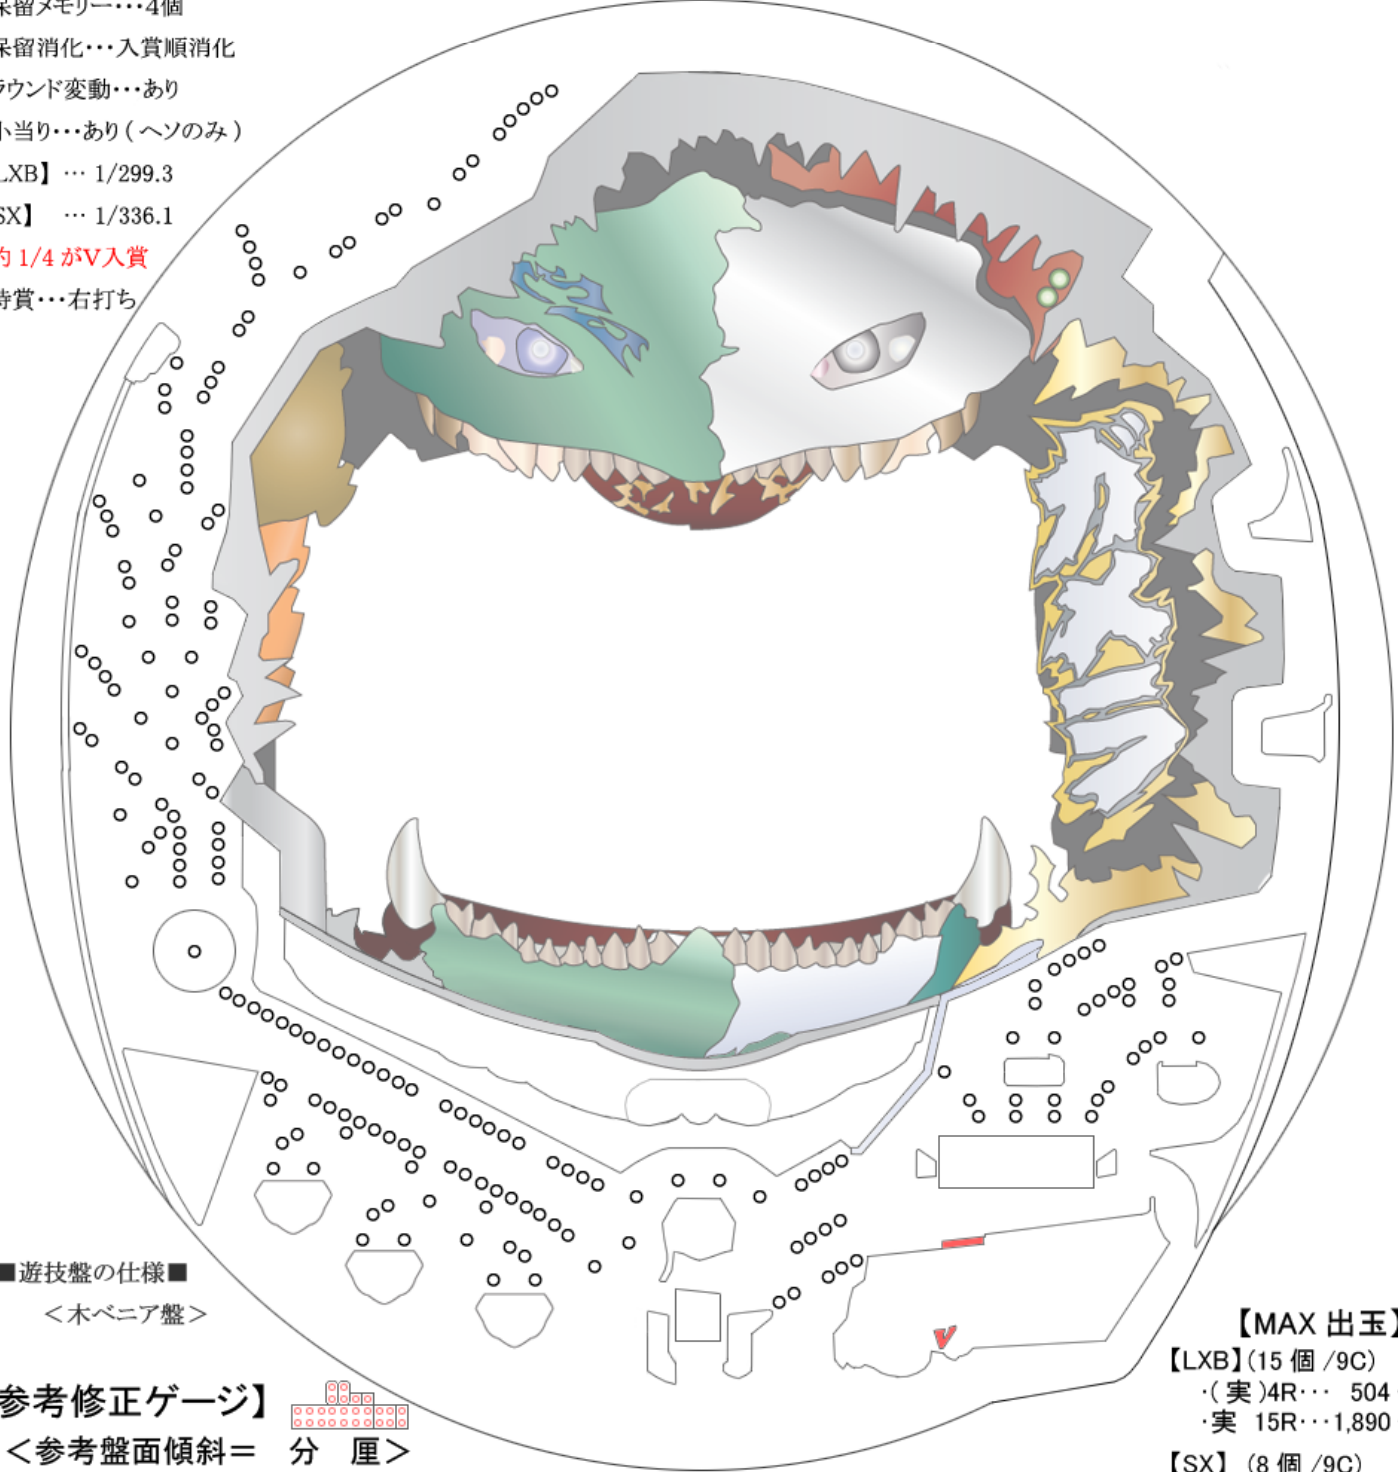 保留メモリー･･･4個
保留消化･･･入賞順消化
ラウンド変動･･･あり
小当り･･･あり ( ヘソのみ )
LXB】 ･･･ 1/299.3
SX】 ･･･ 1/336.1
約 1/4 がV入賞
特賞･･･右打ち
■遊技盤の仕様■
＜木ベニア盤＞
参考修正ゲージ】
＜参考盤面傾斜＝ 分 厘＞
【MAX 出玉】
【LXB】(15 個 /9C)
･( 実 )4R･･･ 504
･実 15R･･･1,890
【SX】 (8 個 /9C)